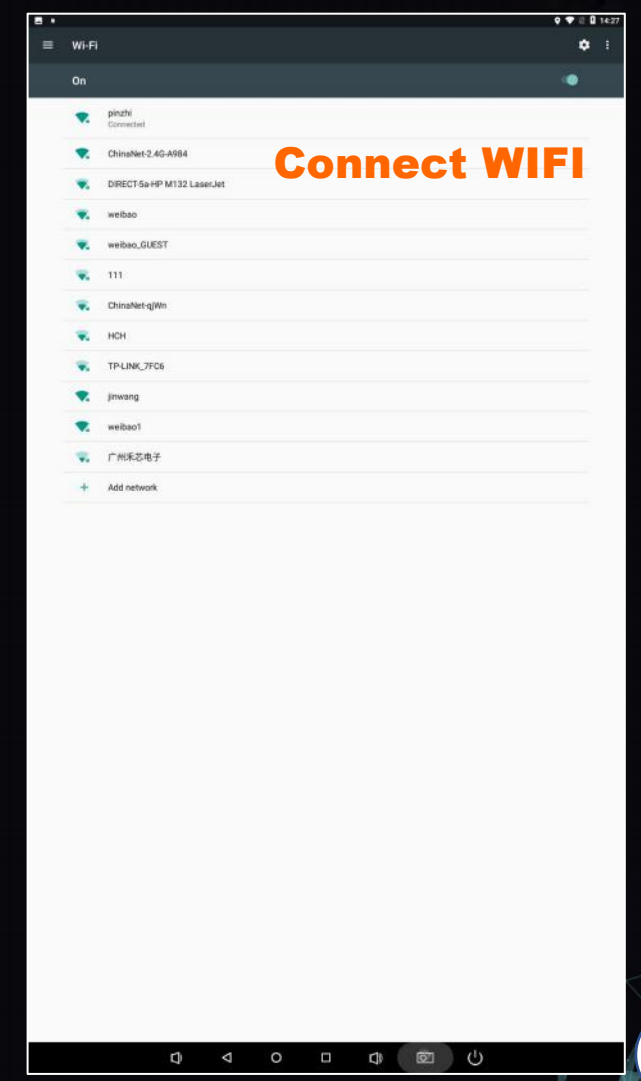 14:27
Wi-Fi
On
pinzhi
Connected
ChinaNet-2.4G-A984
Connect WIFI
DIRECT-5a-HP M132 LaserJet
weibao
weibao_GUEST
111
ChinaNet-qjWn
HCH
TP-LINK_7FC6
jinwang
weibao1
广州禾芯电子
Add network